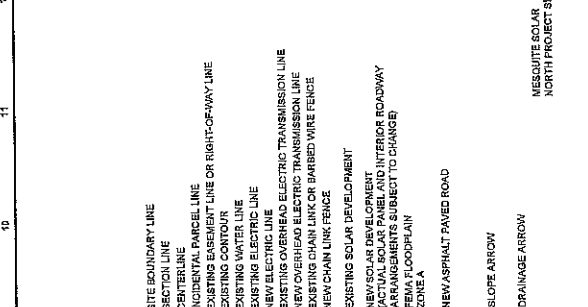 10
11
ITE BOUNDARY LINE
SECTION LINE
CENTERLINE
INCIDENTAL PARCEL LINE
EXISTING EASEMENT LINE OR RIGHT-OF-WAY LINE
EXISTING CONTOUR
EXISTING WATER LINE
EXISTING ELECTRIC LINE
NEW ELECTRIC LINE
EXISTING OVERHEAD ELECTRIC TRANSMISSION LINE
NEW OVERHEAD ELECTRIC TRANSMISSION LINE
EXISTING CHAIN LINK OR BARBED WIRE FENCE
NEW CHAIN LINK FENCE
EXISTING SOLAR DEVELOPMENT
NEW SOLAR DEVELOPMENT
(ACTUAL SOLAR PANEL AND INTERIOR ROADWAY
ARRANGEMENTS SUBJECT TO CHANGE)
FEMA FLOODPLAIN
ZONE A
NEW ASPHALT PAVED ROAD
SLOPE ARROW
DRAINAGE ARROW
MESQUITE SOLAR
NORTH PROJECT